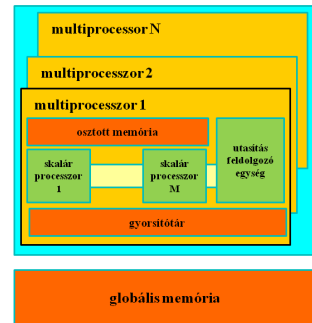 multiprocessor N
multiprocesszor 2
multiprocesszor 1
osztott memória
utasítás
feldolgozó
egység
skalár
processzor
1
skalár
processzor
M
gyorsítótár
globális memória